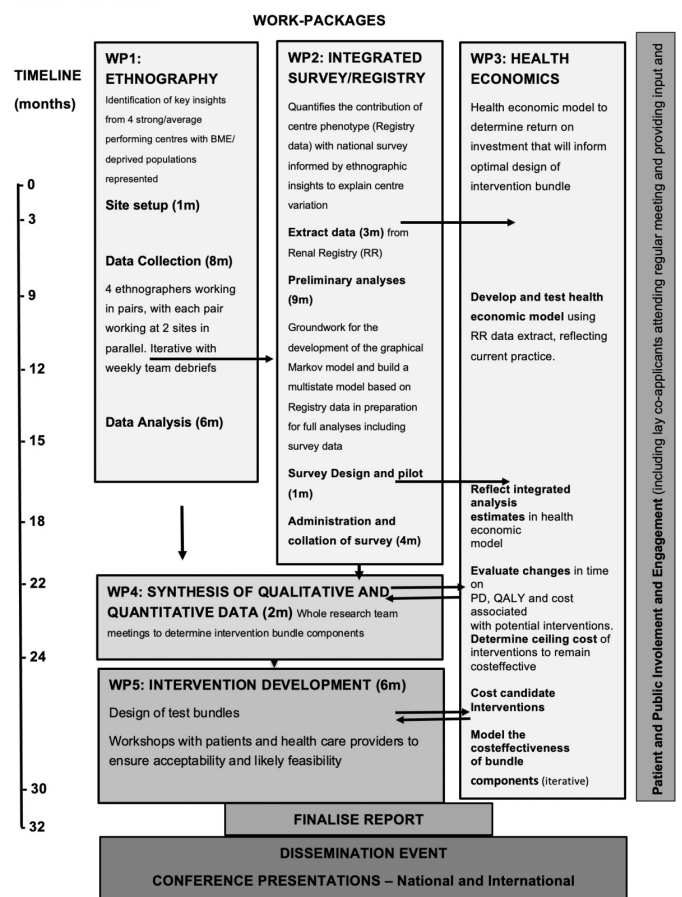 WORK-PACKAGES
TIMELINE
(months)
0
3
9
12
15
18
22
24
30
32
WP1:
ETHNOGRAPHY
Identification of key insights
from 4 strong/average
performing centres with BME/
deprived populations
represented
Site setup (1m)
Data Collection (8m)
4 ethnographers working
in pairs, with each pair
working at 2 sites in
parallel. Iterative with
weekly team debriefs
Data Analysis (6m)
WP2: INTEGRATED
SURVEY/REGISTRY
Quantifies the contribution of
centre phenotype (Registry
data) with national survey
informed by ethnographic
insights to explain centre
variation
Extract data (3m) from
Renal Registry (RR)
Preliminary analyses
(9m)
Groundwork for the
development of the graphical
Markov model and build a
multistate model based on
Registry data in preparation
for full analyses including
survey data
Survey Design and pilot
(1m)
Administration and
collation of survey (4m)
WP3: HEALTH
ECONOMICS
Health economic model to
determine return on
investment that will inform
optimal design of
intervention bundle
Develop and test health
economic model using
RR data extract, reflecting
current practice.
Reflect integrated
analysis
estimates in health
economic
model
Evaluate changes in time
on
PD, QALY and cost
associated
with potential interventions.
Determine ceiling cost of
interventions to remain
costeffective
Cost candidate
Interventions
Model the
costeffectiveness
of bundle
components (iterative)
WP4: SYNTHESIS OF QUALITATIVE AND
QUANTITATIVE DATA (2m) Whole research team
meetings to determine intervention bundle components
WP5: INTERVENTION DEVELOPMENT (6m)
Design of test bundles
Workshops with patients and health care providers to
ensure acceptability and likely feasibility
FINALISE REPORT
DISSEMINATION EVENT
CONFERENCE PRESENTATIONS – National and International
Patient and Public Involement and Engagement (including lay co-applicants attending regular meeting and providing input and